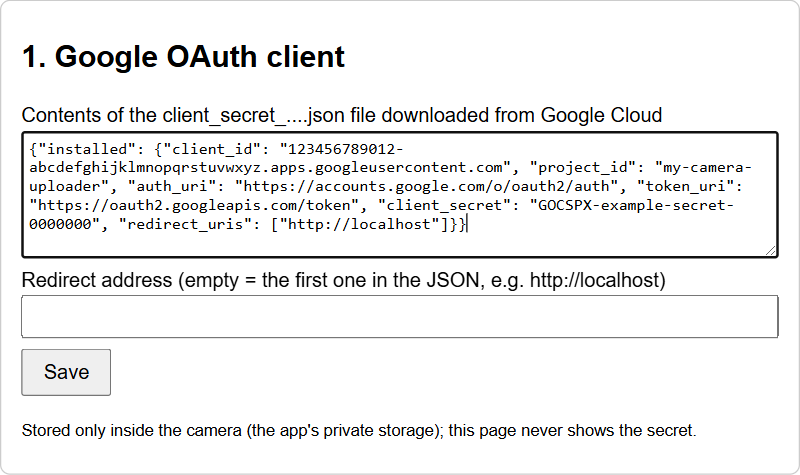 1. Google OAuth client
Contents of the client_secret_....json file downloaded from Google Cloud
{"installed": {"client_id": "123456789012-
abcdefghijklmnopqrstuvwxyz.apps.googleusercontent.com", "project_id": "my-camera-
uploader", "auth_uri": "https://accounts.google.com/o/oauth2/auth", "token_uri":
"https://oauth2.googleapis.com/token", "client_secret": "GOCSPX-example-secret-
0000000", "redirect_uris": ["http://localhost"]}}
Redirect address (empty = the first one in the JSON, e.g. http://localhost)
Save
Stored only inside the camera (the app's private storage); this page never shows the secret.